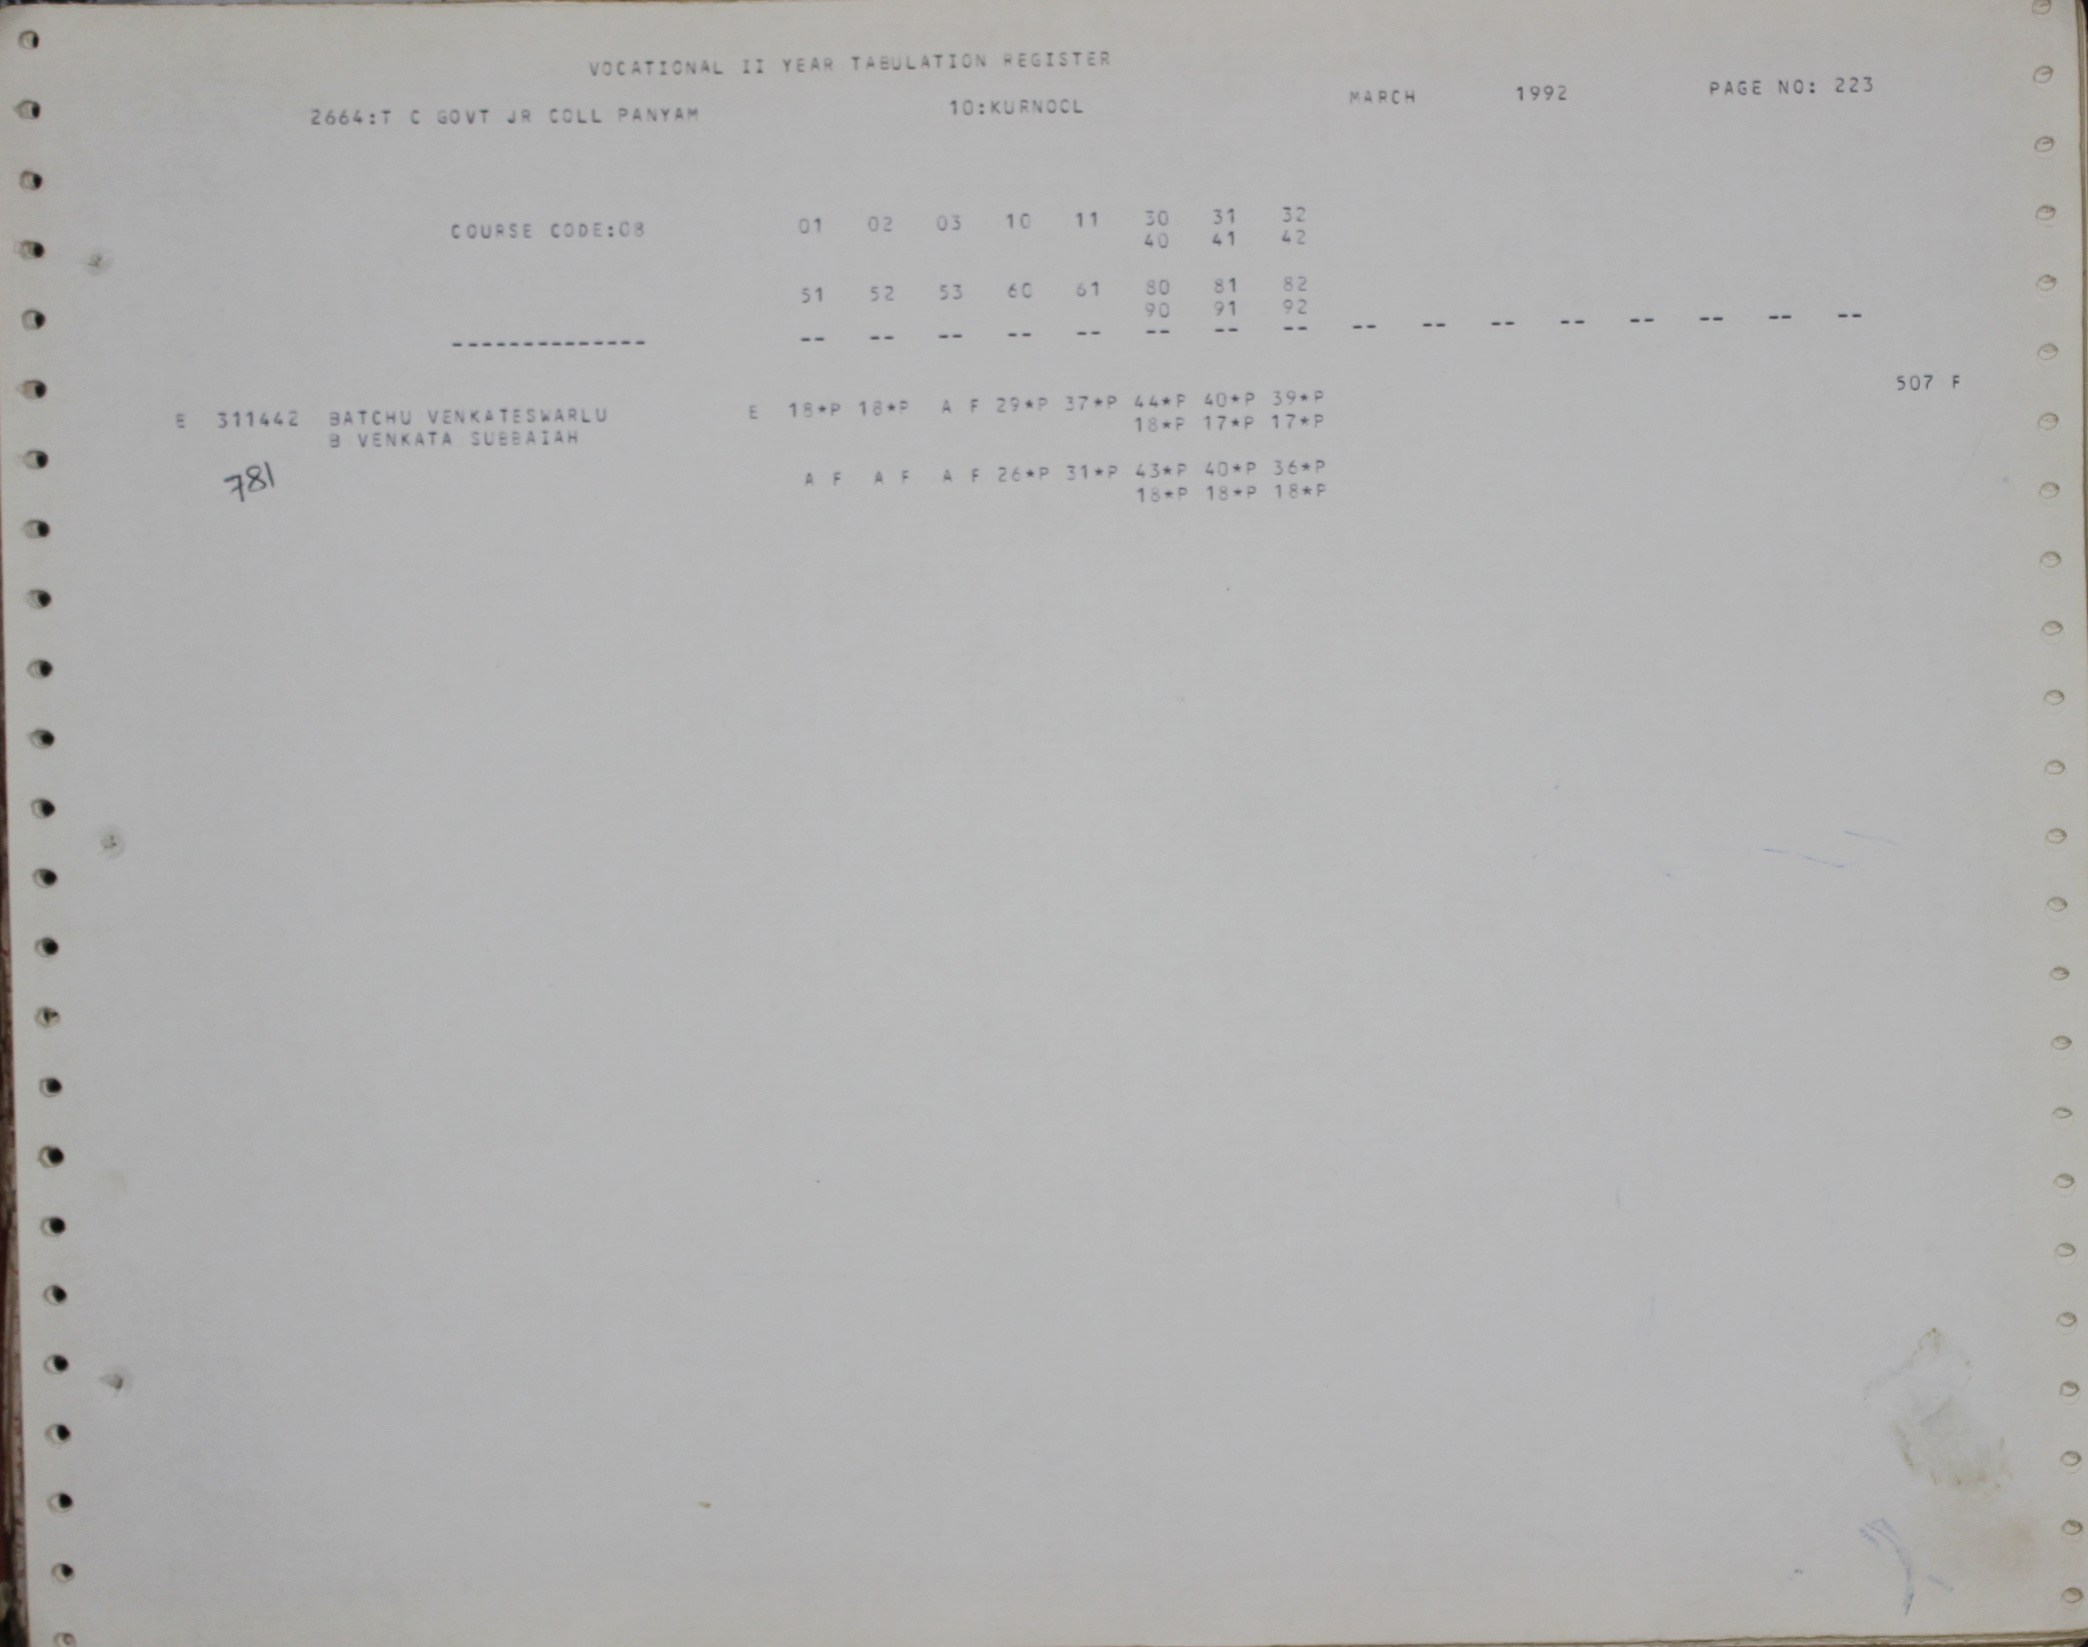 VOCATIONAL II YEAR TABULATION REGISTER
2664:T C GOVT JR COLL PANYAM 10:KURNOOL MARCH 1992 PAGE NO: 223
COURSE CODE:08 01 02 03 10 11 30 31 32
40 41 42
51 52 53 60 61 80 81 82
90 91 92
-------------- -- -- -- -- -- -- -- -- -- -- -- -- -- -- -- --
E 311442 BATCHU VENKATESWARLU E 18*P 18*P A F 29*P 37*P 44*P 40*P 39*P 507 F
B VENKATA SUBBAIAH 18*P 17*P 17*P
781 A F A F A F 26*P 31*P 43*P 40*P 36*P
18*P 18*P 18*P